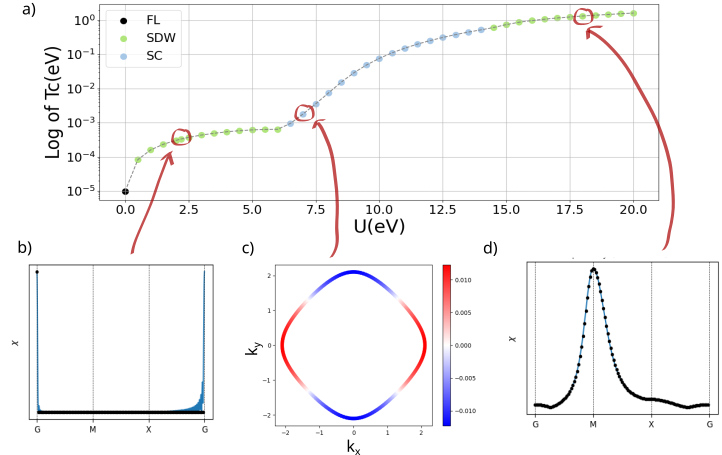 a)
FL
SDW
SC
Log of Tc(eV)
10⁰
10⁻¹
10⁻²
10⁻³
10⁻⁴
10⁻⁵
0.0 2.5 5.0 7.5 10.0 12.5 15.0 17.5 20.0
U(eV)
b)
χ
G M X G
c)
k_y
2
1
0
−1
−2
−2 −1 0 1 2
k_x
0.010
0.005
0.000
−0.005
−0.010
d)
χ
G M X G